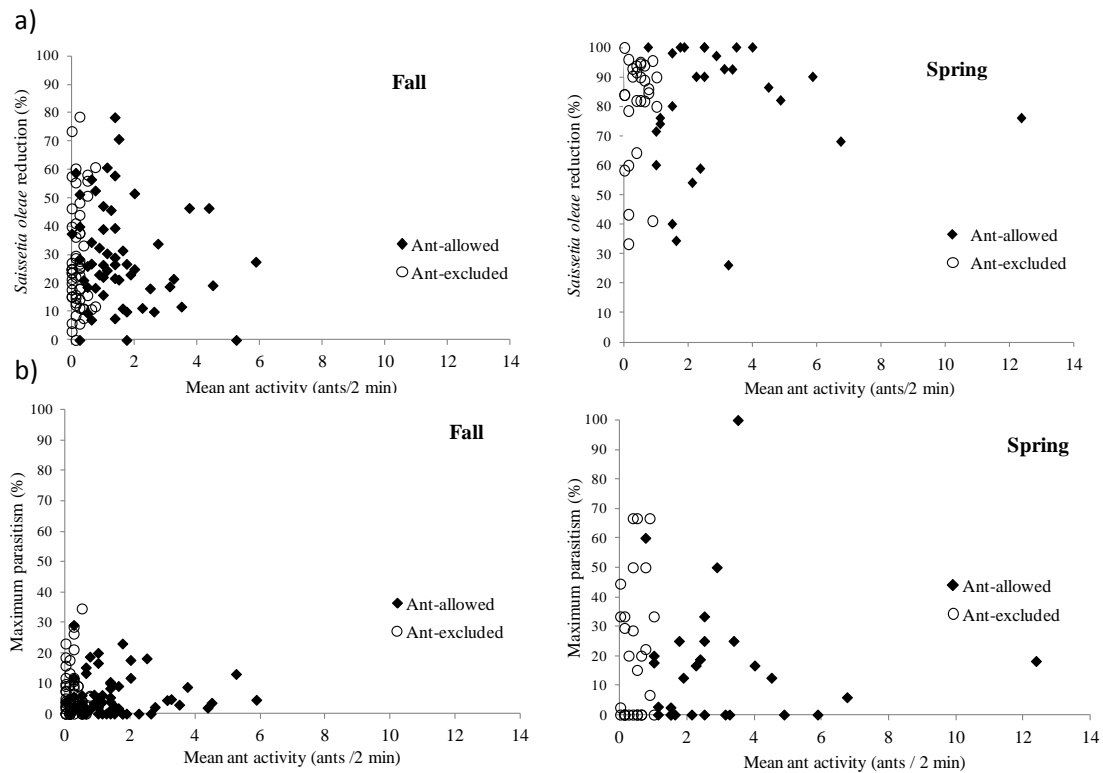 a)
Fall
Saissetia oleae reduction (%)
100
90
80
70
60
50
40
30
20
10
0
0 2 4 6 8 10 12 14
Mean ant activity (ants/2 min)
Ant-allowed
Ant-excluded
Spring
Saissetia oleae reduction (%)
100
90
80
70
60
50
40
30
20
10
0
0 2 4 6 8 10 12 14
Mean ant activity (ants/2 min)
Ant-allowed
Ant-excluded
b)
Fall
Maximum parasitism (%)
100
90
80
70
60
50
40
30
20
10
0
0 2 4 6 8 10 12 14
Mean ant activity (ants /2 min)
Ant-allowed
Ant-excluded
Spring
Maximum parasitism (%)
100
90
80
70
60
50
40
30
20
10
0
0 2 4 6 8 10 12 14
Mean ant activity (ants / 2 min)
Ant-allowed
Ant-excluded